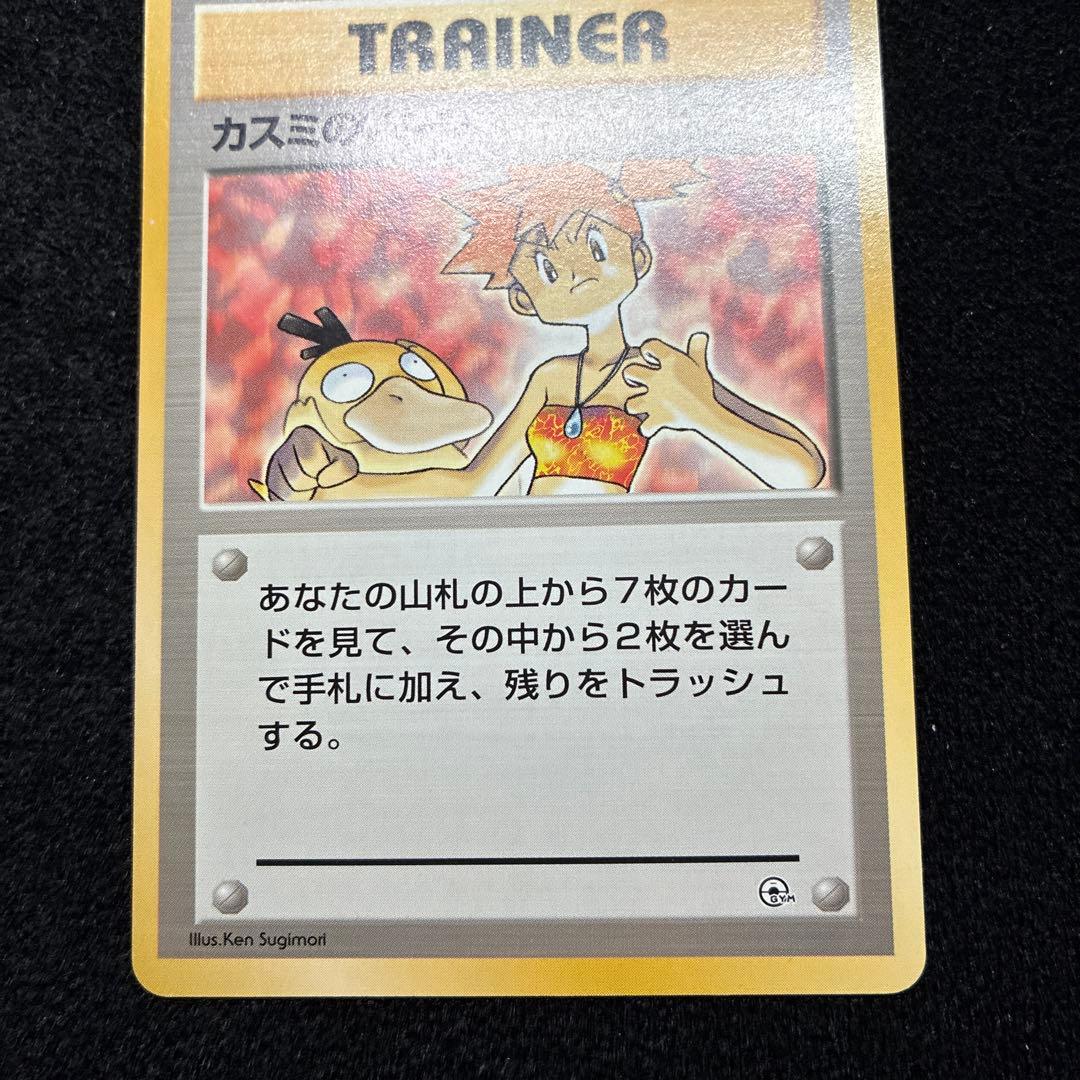 TRAINER
カスミの
あなたの山札の上から7枚のカー
ドを見て、その中から2枚を選ん
で手札に加え、残りをトラッシュ
する。
GYM
Illus.Ken Sugimori